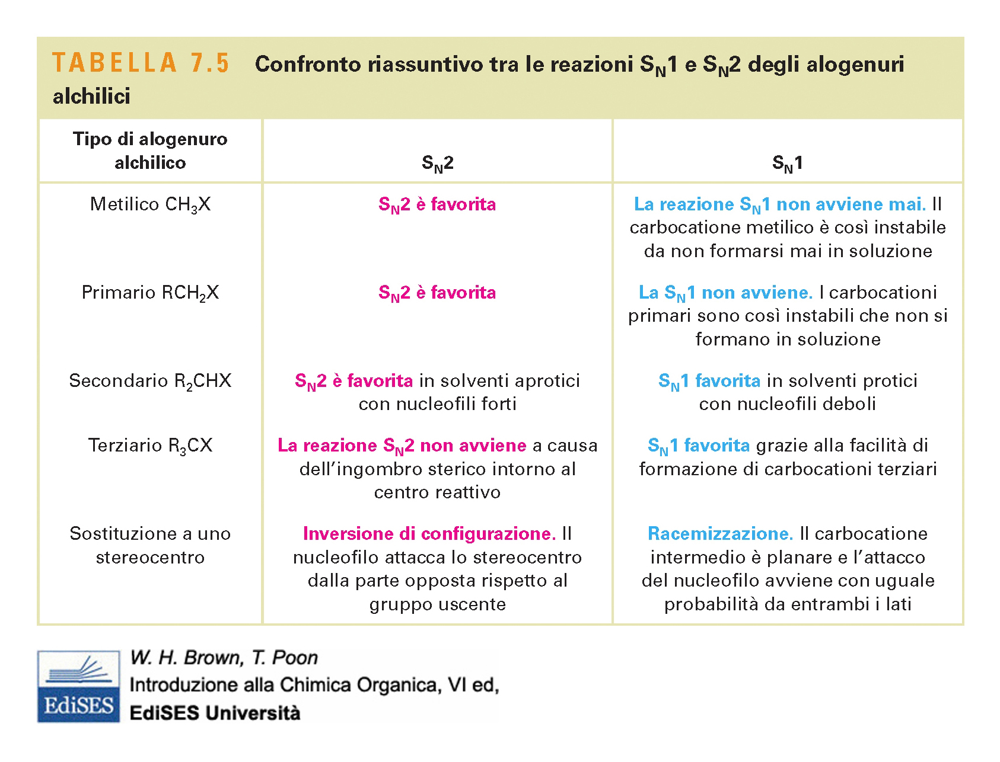 TABELLA 7.5 Confronto riassuntivo tra le reazioni SN1 e SN2 degli alogenuri
alchilici
Tipo di alogenuro
alchilico
SN2
SN1
Metilico CH3X
SN2 è favorita
La reazione SN1 non avviene mai. Il
carbocatione metilico è così instabile
da non formarsi mai in soluzione
Primario RCH2X
SN2 è favorita
La SN1 non avviene. I carbocationi
primari sono così instabili che non si
formano in soluzione
Secondario R2CHX
SN2 è favorita in solventi aprotici
con nucleofili forti
SN1 favorita in solventi protici
con nucleofili deboli
Terziario R3CX
La reazione SN2 non avviene a causa
dell'ingombro sterico intorno al
centro reattivo
SN1 favorita grazie alla facilità di
formazione di carbocationi terziari
Sostituzione a uno
stereocentro
Inversione di configurazione. Il
nucleofilo attacca lo stereocentro
dalla parte opposta rispetto al
gruppo uscente
Racemizzazione. Il carbocatione
intermedio è planare e l'attacco
del nucleofilo avviene con uguale
probabilità da entrambi i lati
EdiSES
W. H. Brown, T. Poon
Introduzione alla Chimica Organica, VI ed,
EdiSES Università